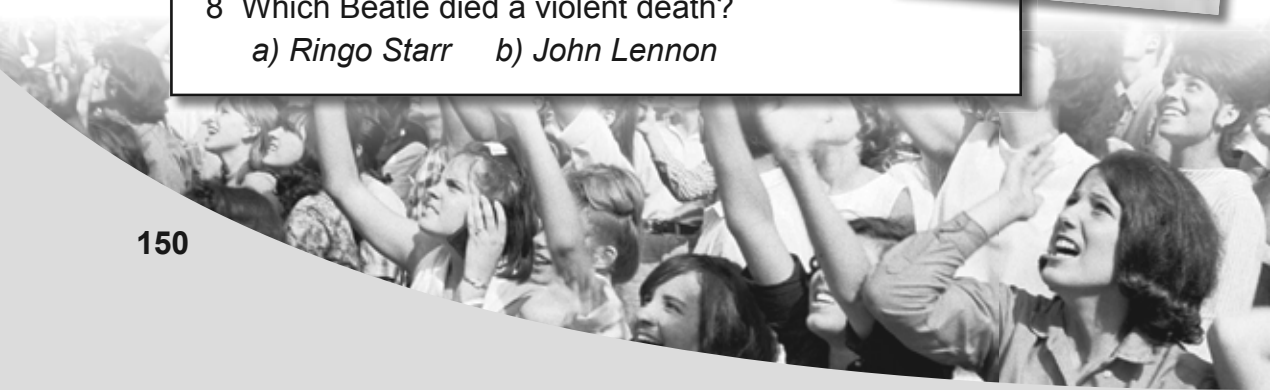 8 Which Beatle died a violent death?
a) Ringo Starr b) John Lennon
150